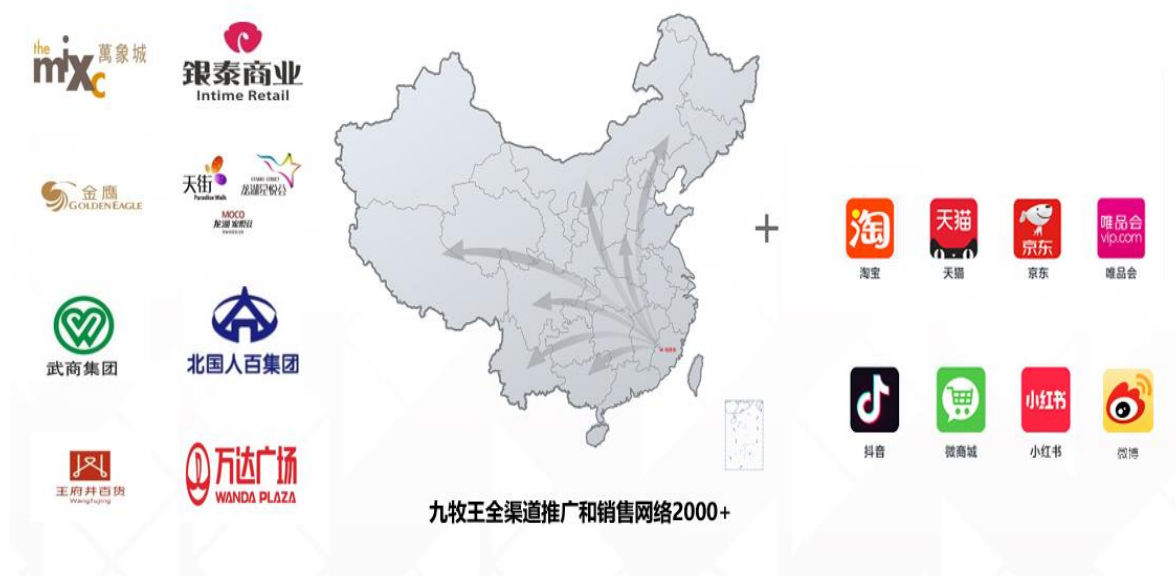 the
mixc
萬象城
銀泰商业
Intime Retail
金鹰
GOLDEN EAGLE
天街
Paradise Walk
龙湖星悦荟
MOCO
龙湖家悦荟
武商集团
北国人百集团
王府井百货
Wangfujing
万达广场
WANDA PLAZA
+
淘
淘宝
天猫
天猫
京东
京东
唯品会
vip.com
唯品会
抖音
微商城
小红书
小红书
微博
九牧王全渠道推广和销售网络2000+